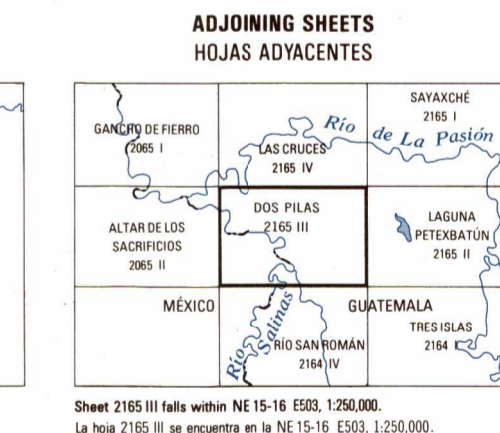 ADJOINING SHEETS
HOJAS ADYACENTES
GANCHO DE FIERRO
2065 I
LAS CRUCES
2165 IV
SAYAXCHÉ
2165 I
Río de La Pasión
ALTAR DE LOS
SACRIFICIOS
2065 II
DOS PILAS
2165 III
LAGUNA
PETEXBATÚN
2165 II
MÉXICO
GUATEMALA
Río Salinas
RÍO SAN ROMÁN
2164 IV
TRES ISLAS
2164 I
Sheet 2165 III falls within NE 15-16 E503, 1:250,000.
La hoja 2165 III se encuentra en la NE 15-16 E503, 1:250,000.